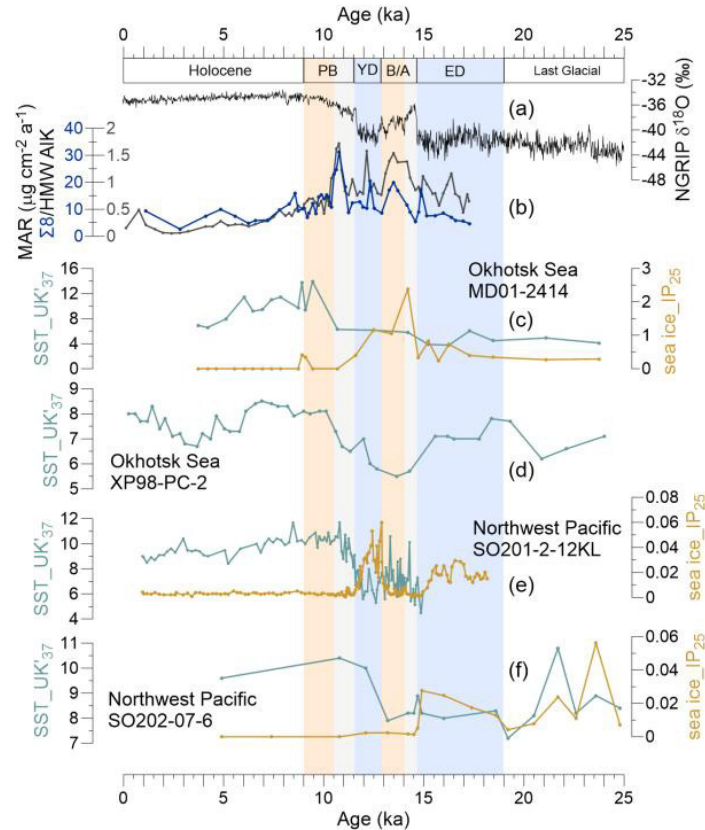 Age (ka)
0 5 10 15 20 25
Holocene PB YD B/A ED Last Glacial
-32
-36
-40
-44
-48
NGRIP δ¹⁸O (‰)
(a)
MAR (μg cm⁻² a⁻¹)
Σ8/HMW AlK
40
30
20
10
0
2
1.5
1
0.5
0
(b)
SST_UK'₃₇
16
12
8
4
0
Okhotsk Sea
MD01-2414
(c)
3
2
1
0
sea ice_IP₂₅
SST_UK'₃₇
9
8
7
6
5
Okhotsk Sea
XP98-PC-2
(d)
SST_UK'₃₇
12
10
8
6
4
Northwest Pacific
SO201-2-12KL
(e)
0.08
0.06
0.04
0.02
0
sea ice_IP₂₅
SST_UK'₃₇
11
10
9
8
7
Northwest Pacific
SO202-07-6
(f)
0.06
0.04
0.02
0
sea ice_IP₂₅
0 5 10 15 20 25
Age (ka)